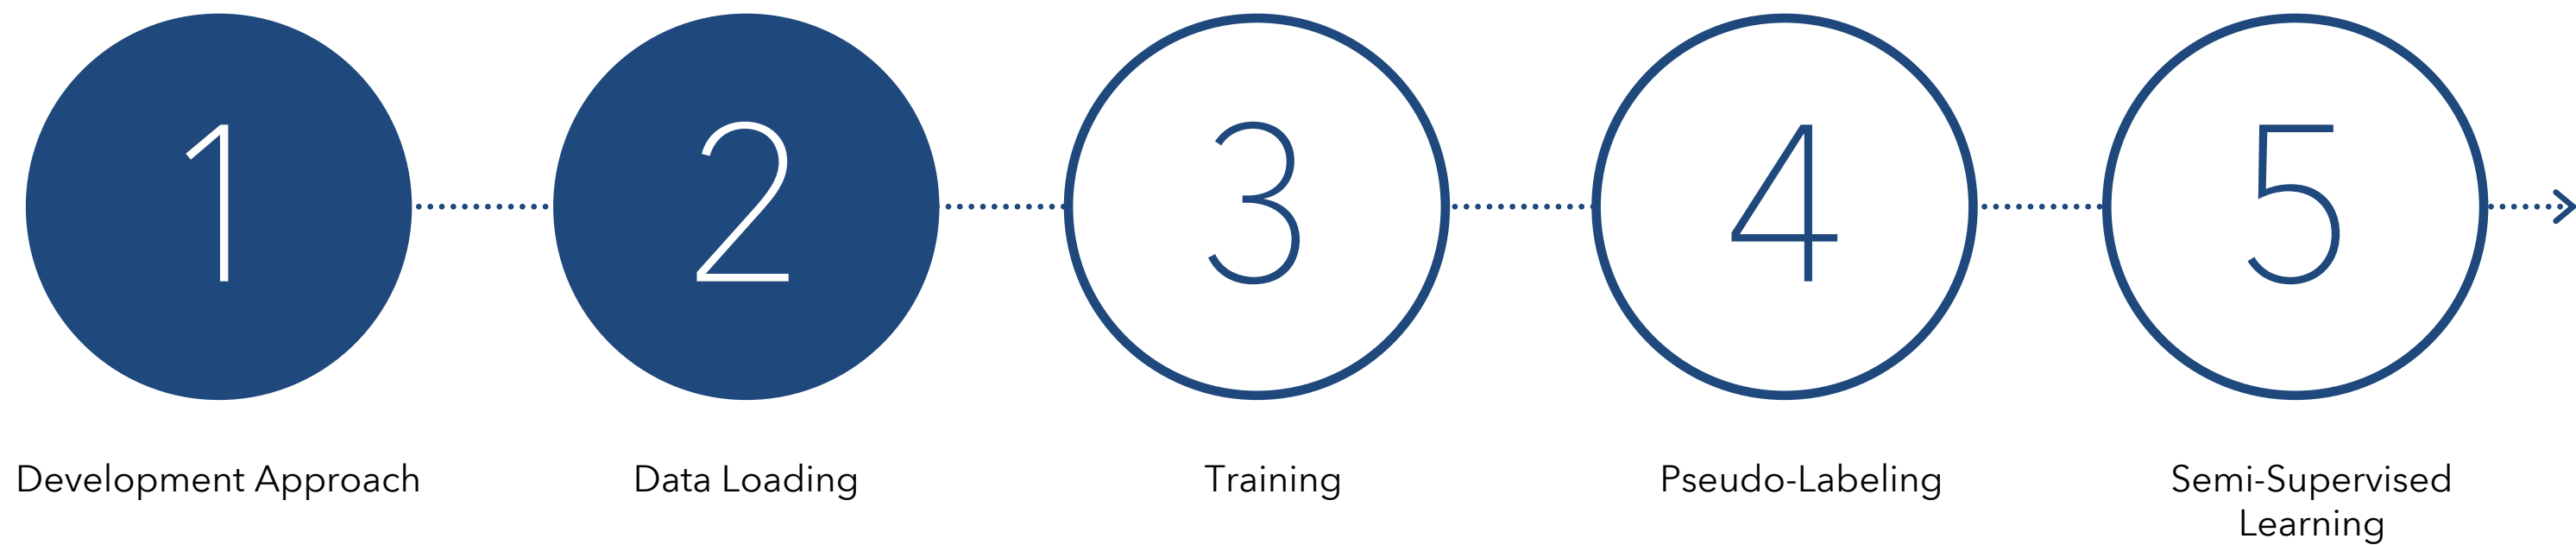 1
2
3
4
5
Development Approach
Data Loading
Training
Pseudo-Labeling
Semi-Supervised
Learning